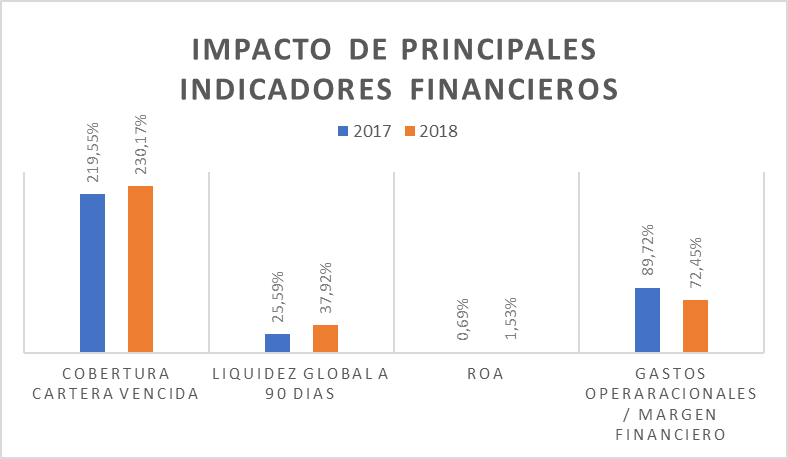 IMPACTO DE PRINCIPALES
INDICADORES FINANCIEROS
2017 2018
219,55% 230,17%
25,59% 37,92%
0,69% 1,53%
89,72% 72,45%
COBERTURA
CARTERA VENCIDA
LIQUIDEZ GLOBAL A
90 DIAS
ROA
GASTOS
OPERARACIONALES
/ MARGEN
FINANCIERO